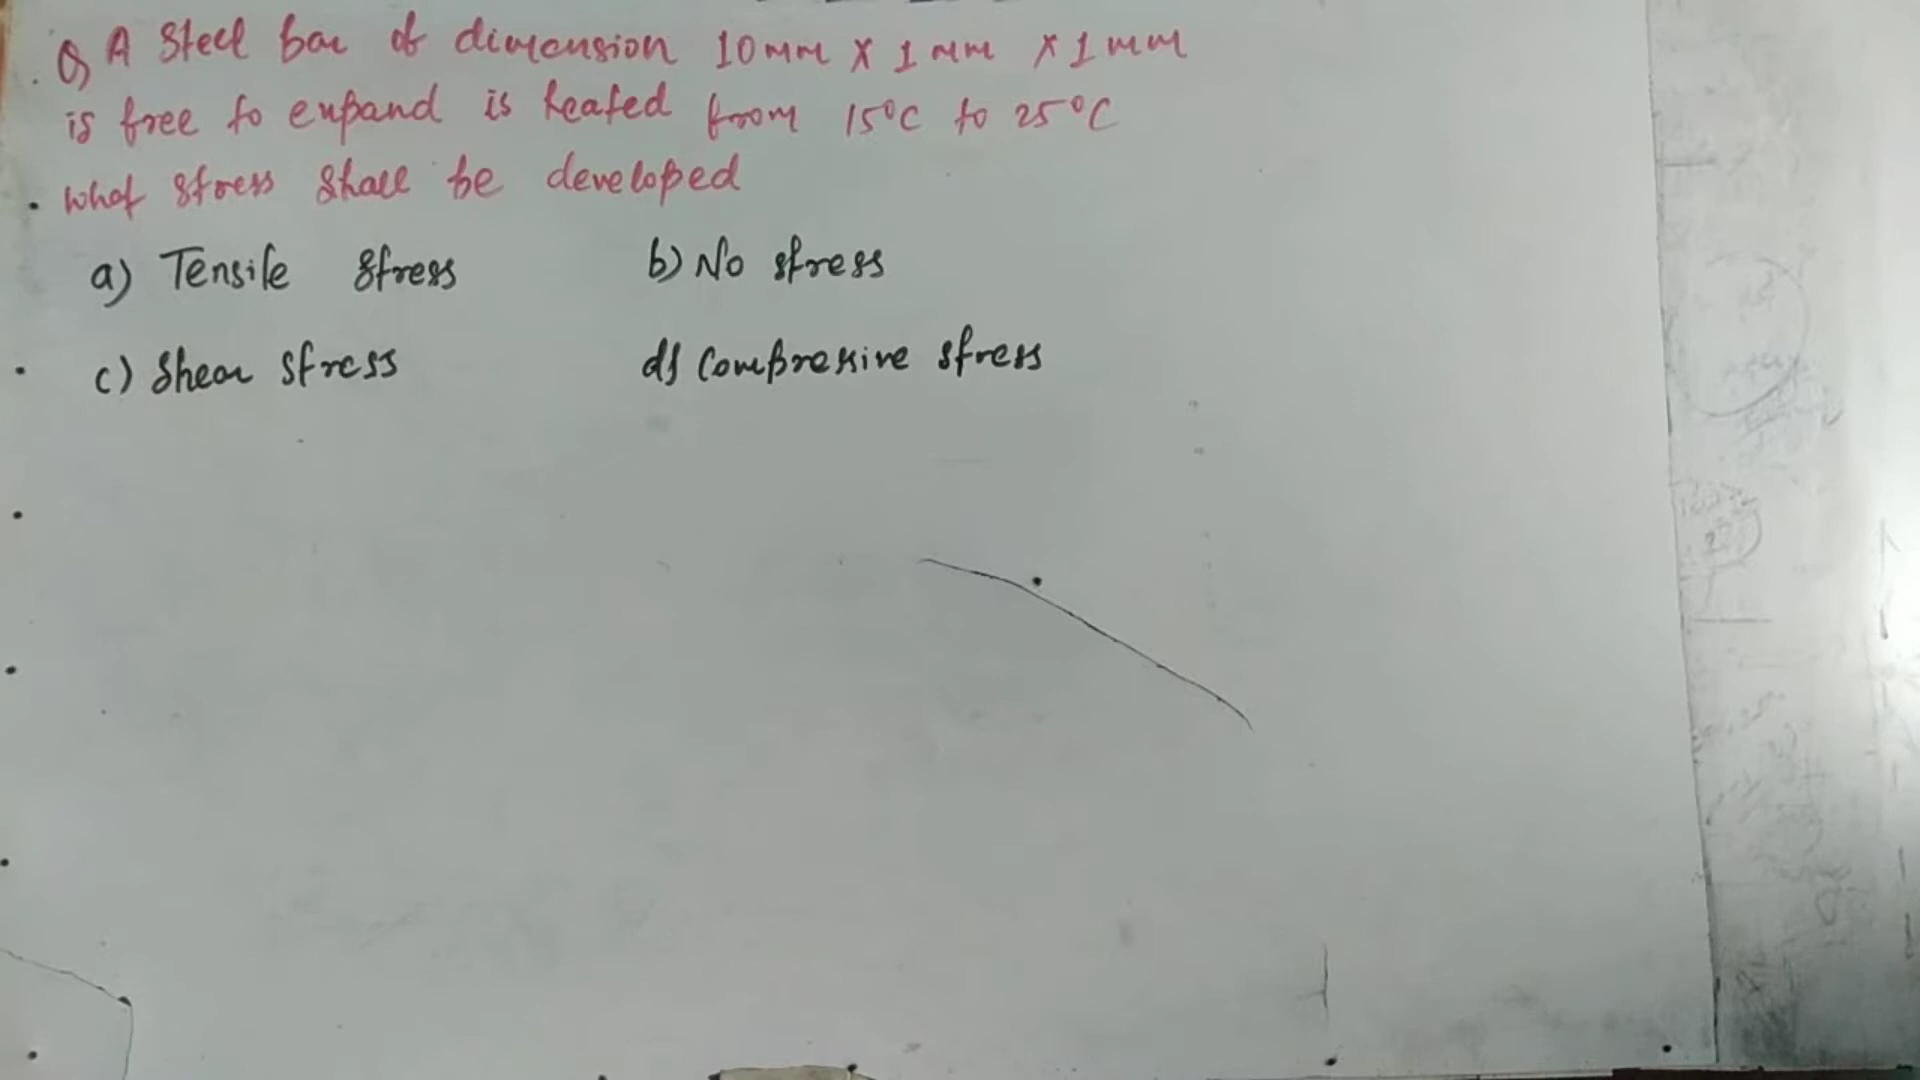 Q A Steel bar of dimension 10mm x 1mm x 1mm
is free to expand is heated from 15°C to 25°C
what stress shall be developed
a) Tensile stress b) No stress
c) Shear stress d) Compressive stress